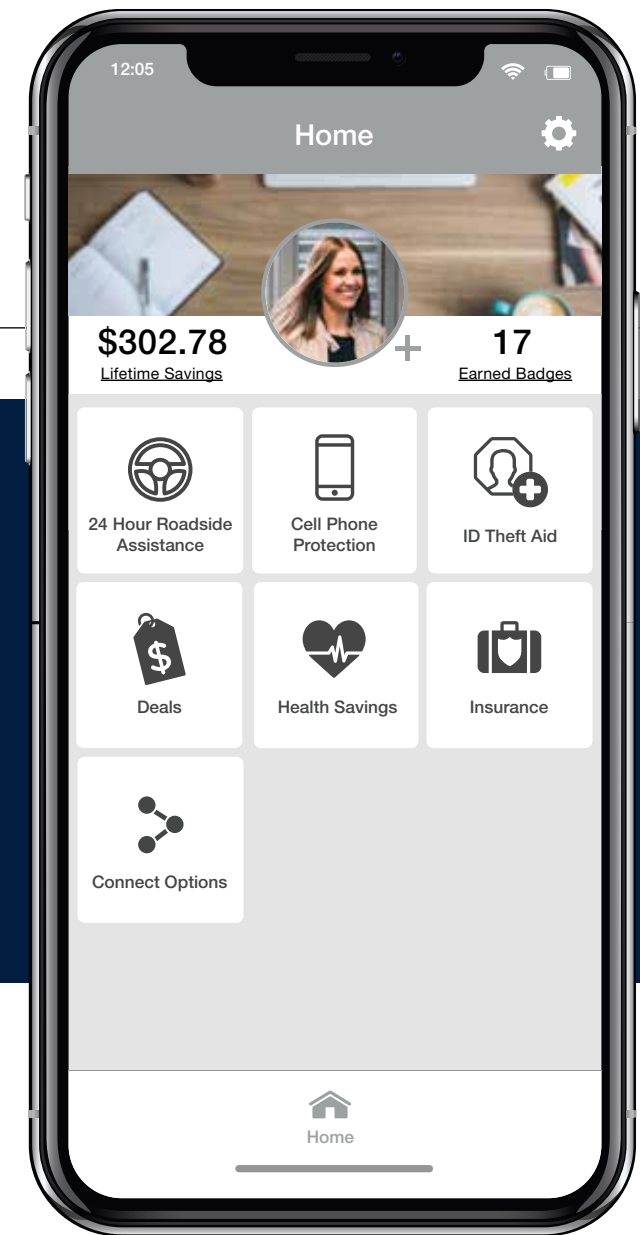 12:05
Home
$302.78
Lifetime Savings
17
Earned Badges
24 Hour Roadside
Assistance
Cell Phone
Protection
ID Theft Aid
$
Deals
Health Savings
Insurance
Connect Options
Home